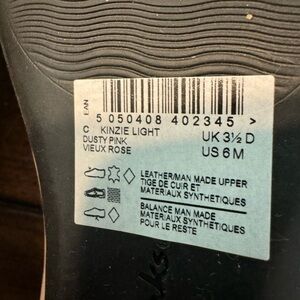 EAN
5 050408 402345 >
C KINZIE LIGHT UK 3½ D
DUSTY PINK US 6 M
VIEUX ROSE
LEATHER/MAN MADE UPPER
TIGE DE CUIR ET
MATERIAUX SYNTHETIQUES
BALANCE MAN MADE
MATERIAUX SYNTHETIQUES
POUR LE RESTE